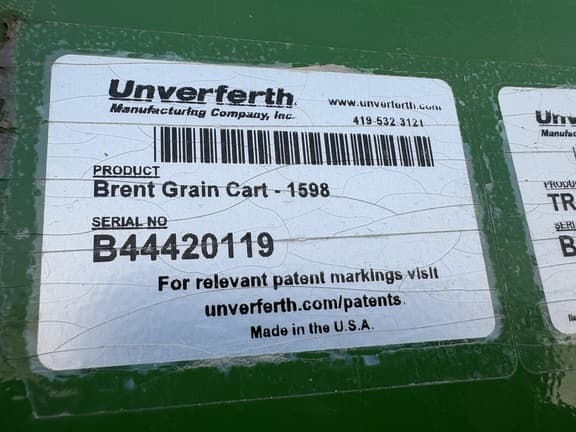 Unverferth
Manufacturing Company, Inc.
www.unverferth.com
419-532-3121
PRODUCT
Brent Grain Cart - 1598
SERIAL NO
B44420119
For relevant patent markings visit
unverferth.com/patents.
Made in the U.S.A.
TR
B